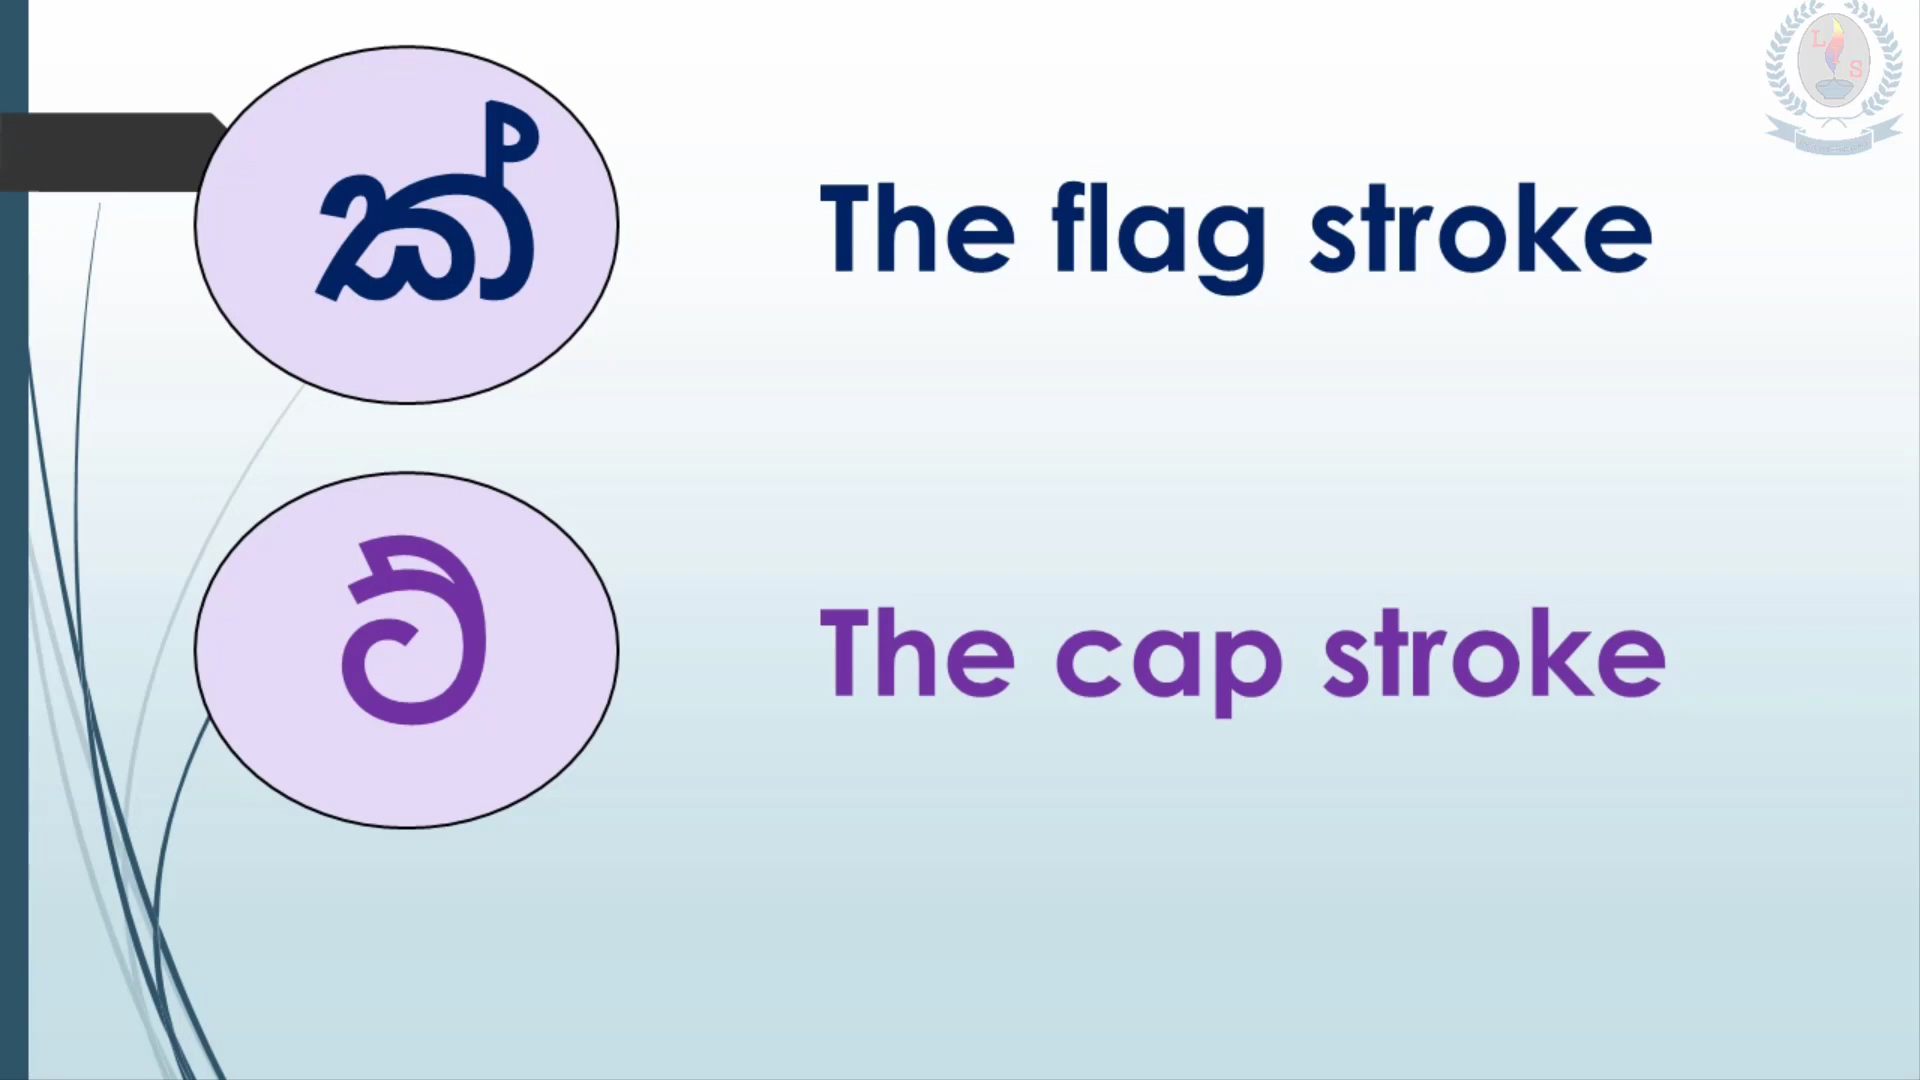 ක්
The flag stroke
ට්
The cap stroke